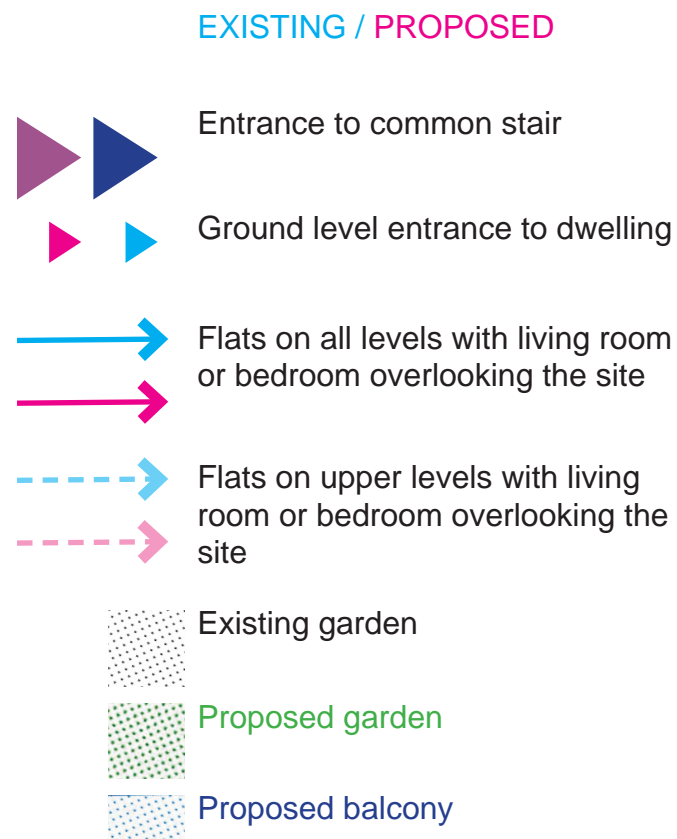 EXISTING / PROPOSED
Entrance to common stair
Ground level entrance to dwelling
Flats on all levels with living room
or bedroom overlooking the site
Flats on upper levels with living
room or bedroom overlooking the
site
Existing garden
Proposed garden
Proposed balcony